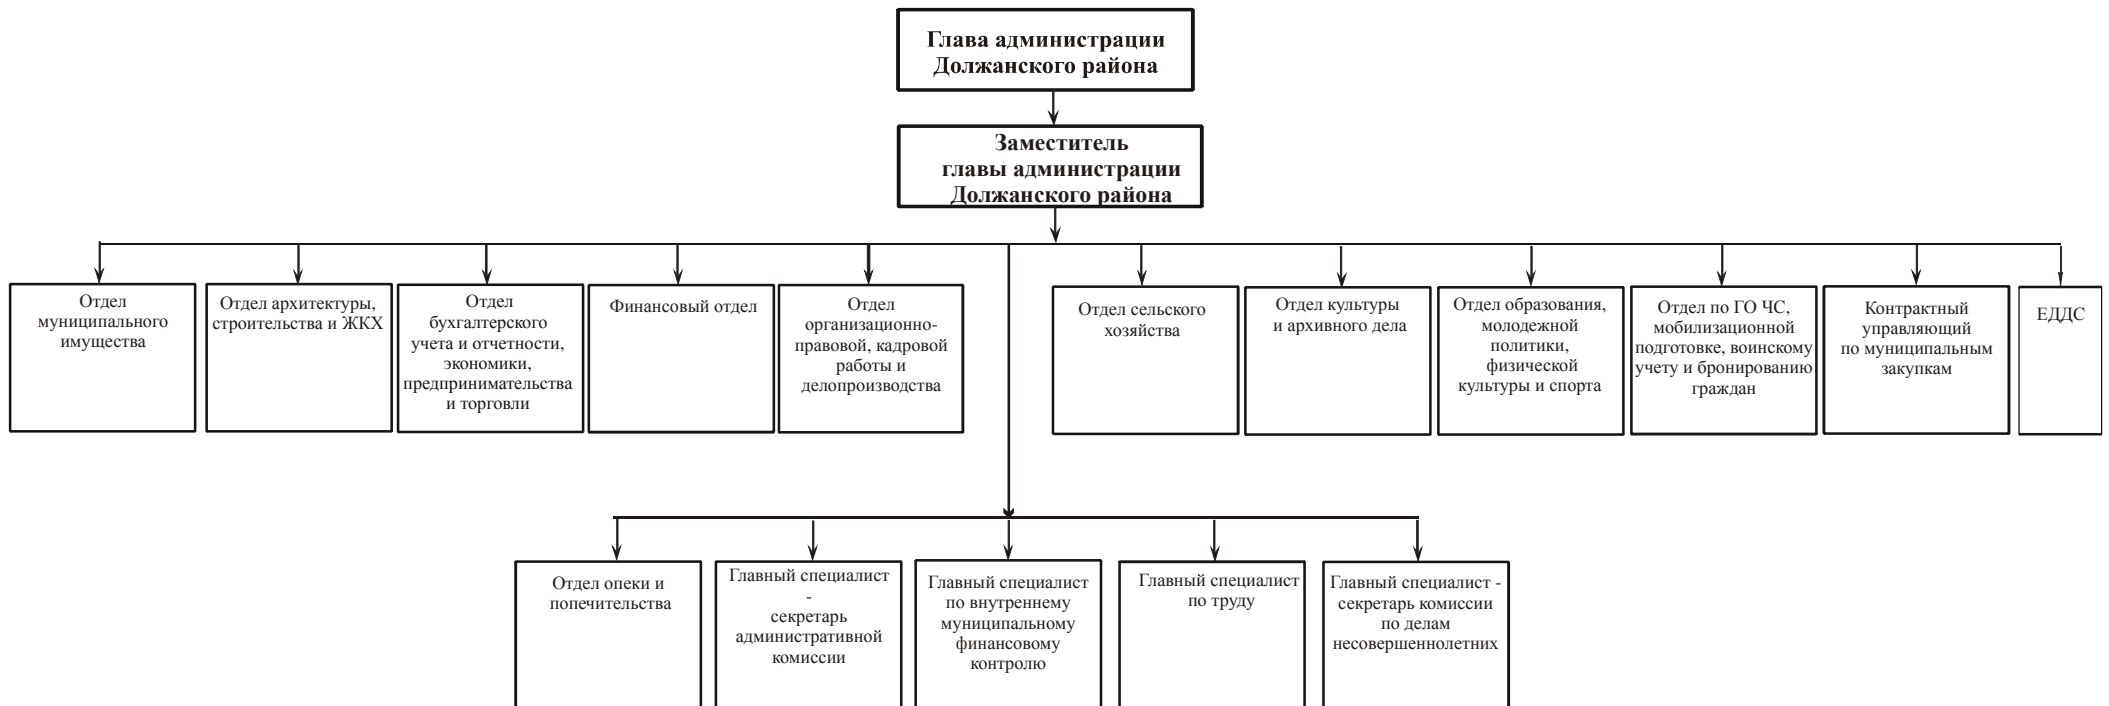 Глава администрации
Должанского района
Заместитель
главы администрации
Должанского района
Отдел
муниципального
имущества
Отдел архитектуры,
строительства и ЖКХ
Отдел
бухгалтерского
учета и отчетности,
экономики,
предпринимательства
и торговли
Финансовый отдел
Отдел
организационно-
правовой, кадровой
работы и
делопроизводства
Отдел сельского
хозяйства
Отдел культуры
и архивного дела
Отдел образования,
молодежной
политики,
физической
культуры и спорта
Отдел по ГО ЧС,
мобилизационной
подготовке, воинскому
учету и бронированию
граждан
Контрактный
управляющий
по муниципальным
закупкам
ЕДДС
Отдел опеки и
попечительства
Главный специалист
-
секретарь
административной
комиссии
Главный специалист
по внутреннему
муниципальному
финансовому
контролю
Главный специалист
по труду
Главный специалист -
секретарь комиссии
по делам
несовершеннолетних